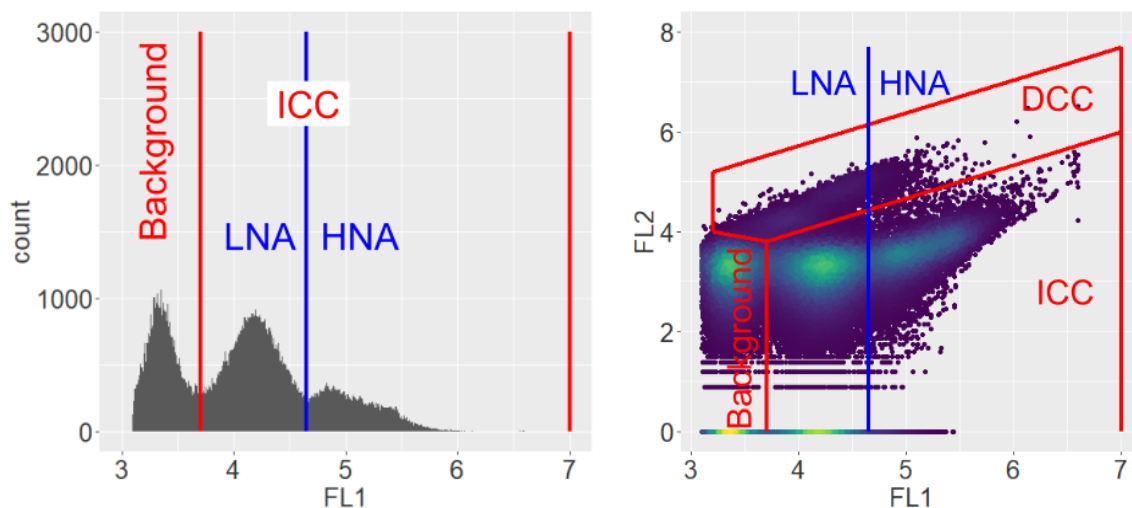 3000
2000
1000
0
count
3
4
5
6
7
FL1
Background
ICC
LNA
HNA
8
6
4
2
0
FL2
3
4
5
6
7
FL1
LNA
HNA
DCC
ICC
Background